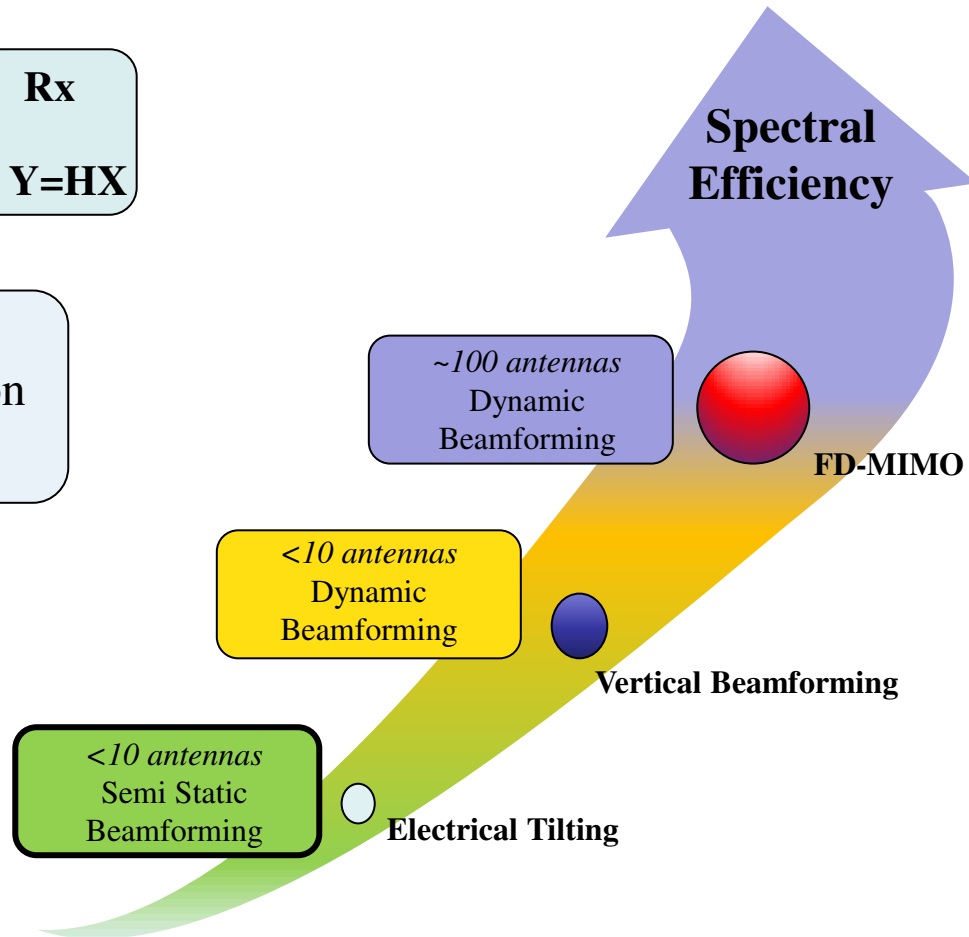 Rx
Y=HX
Spectral
Efficiency
~100 antennas
Dynamic
Beamforming
FD-MIMO
<10 antennas
Dynamic
Beamforming
Vertical Beamforming
<10 antennas
Semi Static
Beamforming
Electrical Tilting